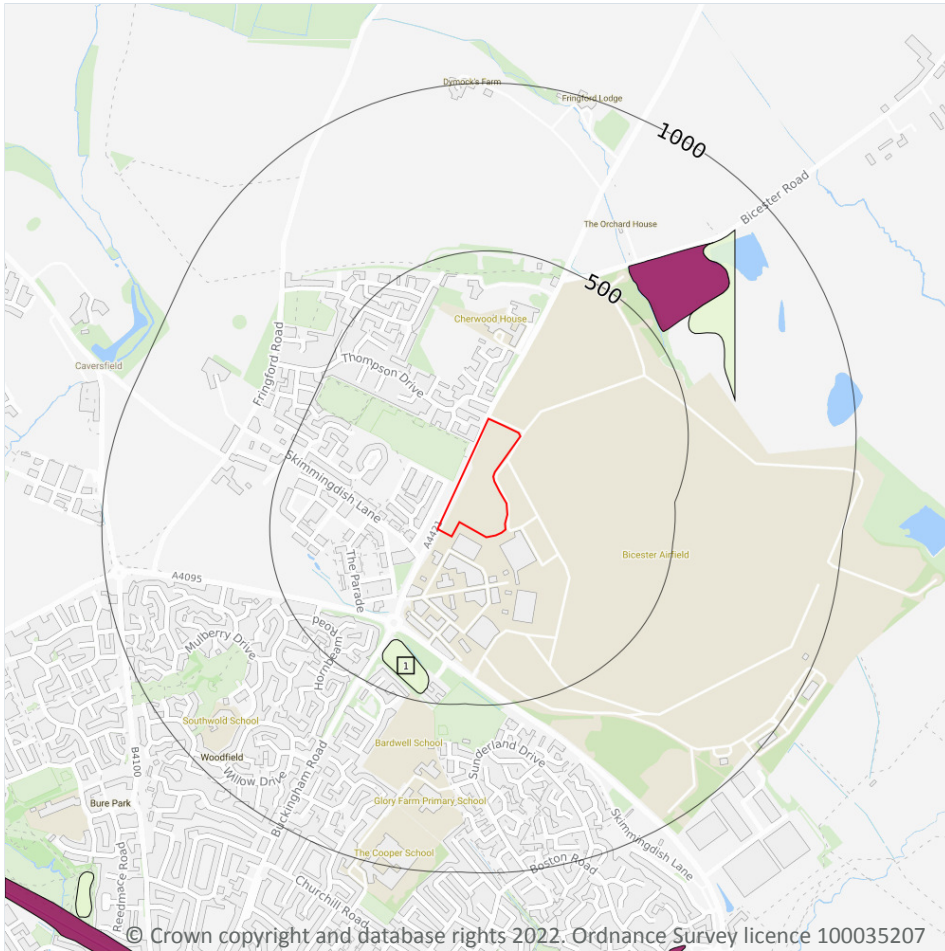 Dymock's Farm
Fringford Lodge
1000
Bicester Road
The Orchard House
500
Cherwood House
Fringford Road
Caversfield
Thompson Drive
Skimmingdish Lane
A4421
Bicester Airfield
The Parade
A4095
Mulberry Drive
Hornbeam
Road
1
Southwold School
Bardwell School
Woodfield
Sunderland Drive
B4100
Willow Drive
Buckingham Road
Bure Park
Glory Farm Primary School
Skimmingdish Lane
The Cooper School
Boston Road
Reedmace Road
Churchill Road
© Crown copyright and database rights 2022. Ordnance Survey licence 100035207